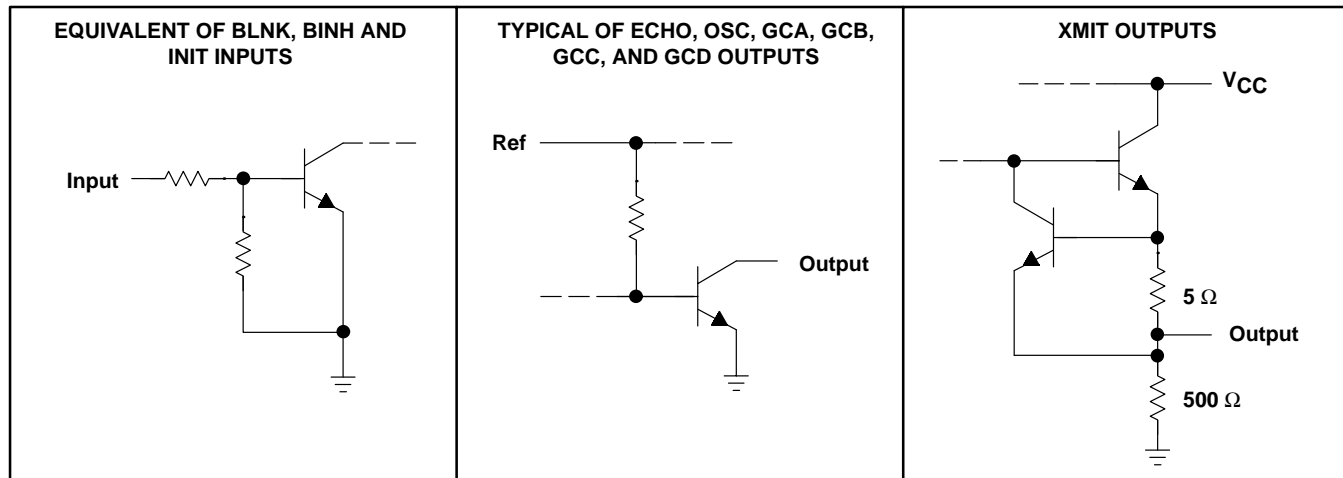 EQUIVALENT OF BLNK, BINH AND
INIT INPUTS
Input
TYPICAL OF ECHO, OSC, GCA, GCB,
GCC, AND GCD OUTPUTS
Ref
Output
XMIT OUTPUTS
VCC
5 Ω
Output
500 Ω